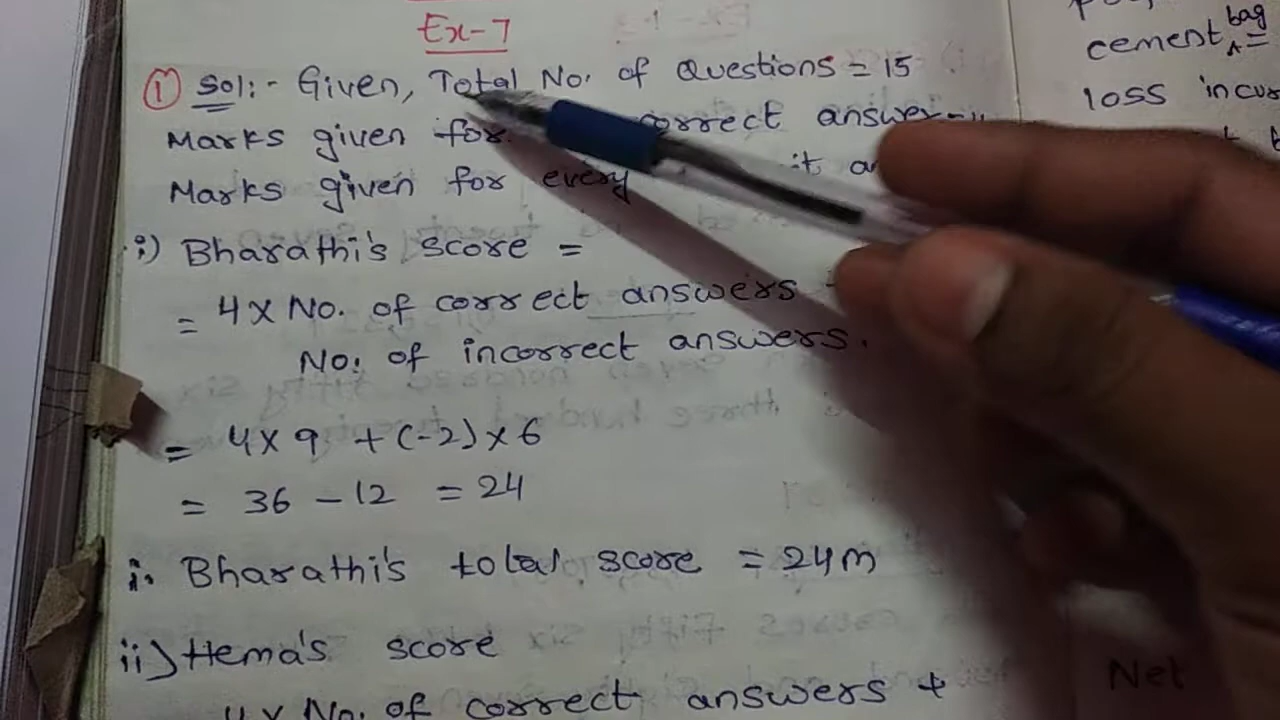 Ex-7
① Sol:- Given, Total No. of Questions = 15
Marks given for correct answer
Marks given for every
i) Bharathi's score =
= 4 x No. of correct answers
No. of incorrect answers.
= 4 x 9 + (-2) x 6
= 36 - 12 = 24
∴ Bharathi's total score = 24m
ii) Hema's score
4 x No. of correct answers +
bag
cement ^ =
loss incur
Net